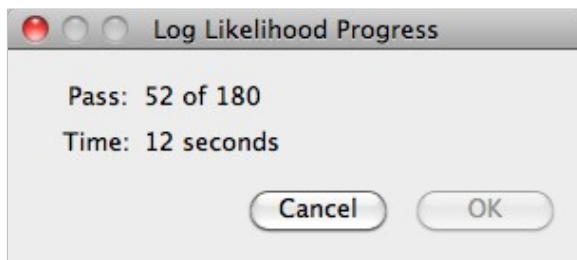 Log Likelihood Progress
Pass: 52 of 180
Time: 12 seconds
Cancel OK